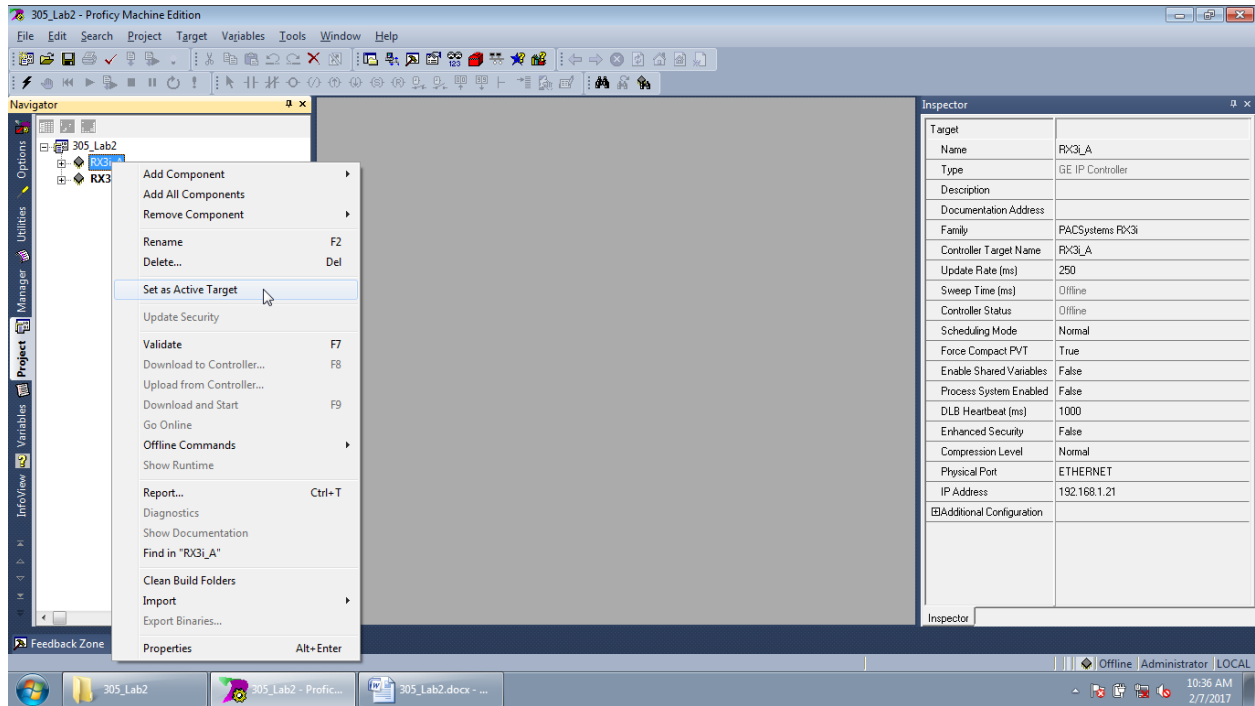 305_Lab2 - Proficy Machine Edition
File Edit Search Project Target Variables Tools Window Help
Navigator
Inspector
Options
Utilities
Manager
Project
Variables
InfoView
305_Lab2
RX3i_A
RX3
Add Component
Add All Components
Remove Component
Rename F2
Delete... Del
Set as Active Target
Update Security
Validate F7
Download to Controller... F8
Upload from Controller...
Download and Start F9
Go Online
Offline Commands
Show Runtime
Report... Ctrl+T
Diagnostics
Show Documentation
Find in "RX3i_A"
Clean Build Folders
Import
Export Binaries...
Properties Alt+Enter
Target
Name RX3i_A
Type GE IP Controller
Description
Documentation Address
Family PACSystems RX3i
Controller Target Name RX3i_A
Update Rate (ms) 250
Sweep Time (ms) Offline
Controller Status Offline
Scheduling Mode Normal
Force Compact PVT True
Enable Shared Variables False
Process System Enabled False
DLB Heartbeat (ms) 1000
Enhanced Security False
Compression Level Normal
Physical Port ETHERNET
IP Address 192.168.1.21
Additional Configuration
Inspector
Feedback Zone
Offline Administrator LOCAL
305_Lab2
305_Lab2 - Profic...
305_Lab2.docx - ...
10:36 AM
2/7/2017